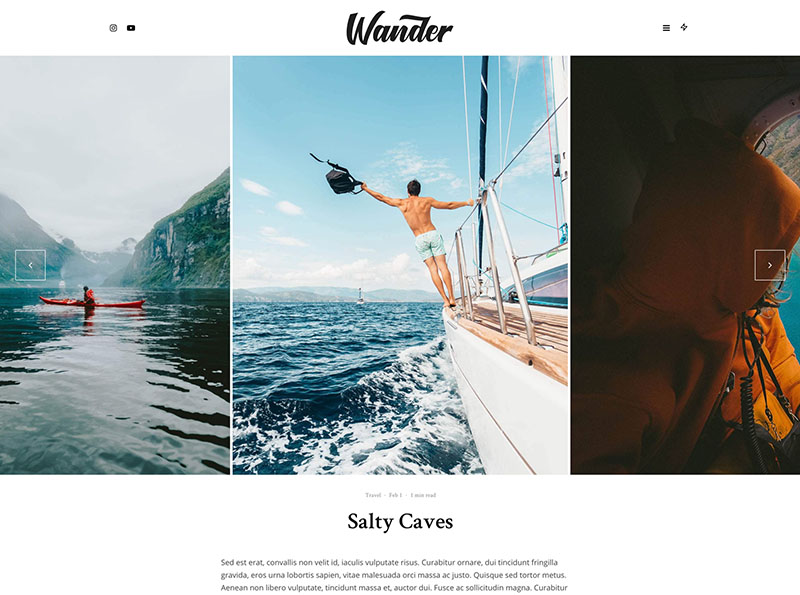 Wander
Travel · Feb 1 · 1 min read
Salty Caves
Sed est erat, convallis non velit id, iaculis vulputate risus. Curabitur ornare, dui tincidunt fringilla
gravida, eros urna lobortis sapien, vitae malesuada orci massa ac justo. Quisque sed tortor metus.
Aenean non libero vulputate, tincidunt massa et, auctor dui. Fusce ac sollicitudin magna. Curabitur